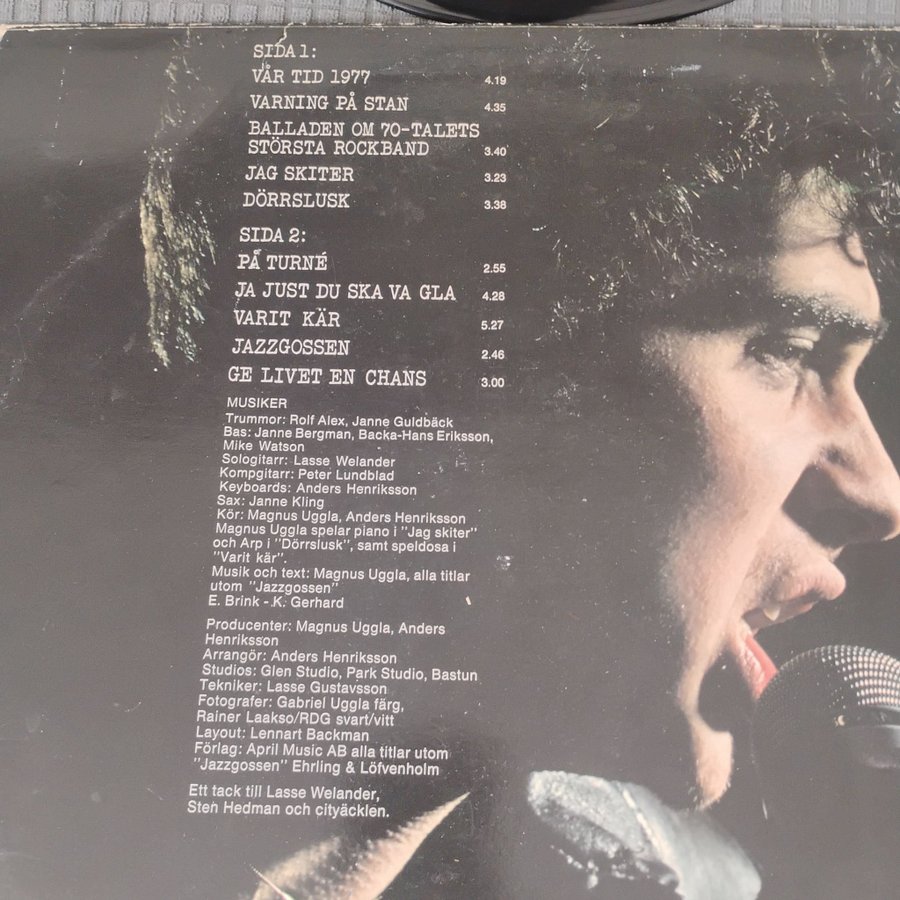 SIDA 1:
VÅR TID 1977 4.19
VARNING PÅ STAN 4.35
BALLADEN OM 70-TALETS
STÖRSTA ROCKBAND 3.40
JAG SKITER 3.23
DÖRRSLUSK 3.38
SIDA 2:
PÅ TURNÉ 2.55
JA JUST DU SKA VA GLA 4.28
VARIT KÄR 5.27
JAZZGOSSEN 2.46
GE LIVET EN CHANS 3.00
MUSIKER
Trummor: Rolf Alex, Janne Guldbäck
Bas: Janne Bergman, Backa-Hans Eriksson,
Mike Watson
Sologitarr: Lasse Welander
Kompgitarr: Peter Lundblad
Keyboards: Anders Henriksson
Sax: Janne Kling
Kör: Magnus Uggla, Anders Henriksson
Magnus Uggla spelar piano i "Jag skiter"
och Arp i "Dörrslusk", samt speldosa i
"Varit kär".
Musik och text: Magnus Uggla, alla titlar
utom "Jazzgossen"
E. Brink - K. Gerhard
Producenter: Magnus Uggla, Anders
Henriksson
Arrangör: Anders Henriksson
Studios: Glen Studio, Park Studio, Bastun
Tekniker: Lasse Gustavsson
Fotografer: Gabriel Uggla färg,
Rainer Laakso/RDG svart/vitt
Layout: Lennart Backman
Förlag: April Music AB alla titlar utom
"Jazzgossen" Ehrling & Löfvenholm
Ett tack till Lasse Welander,
Sten Hedman och cityäcklen.